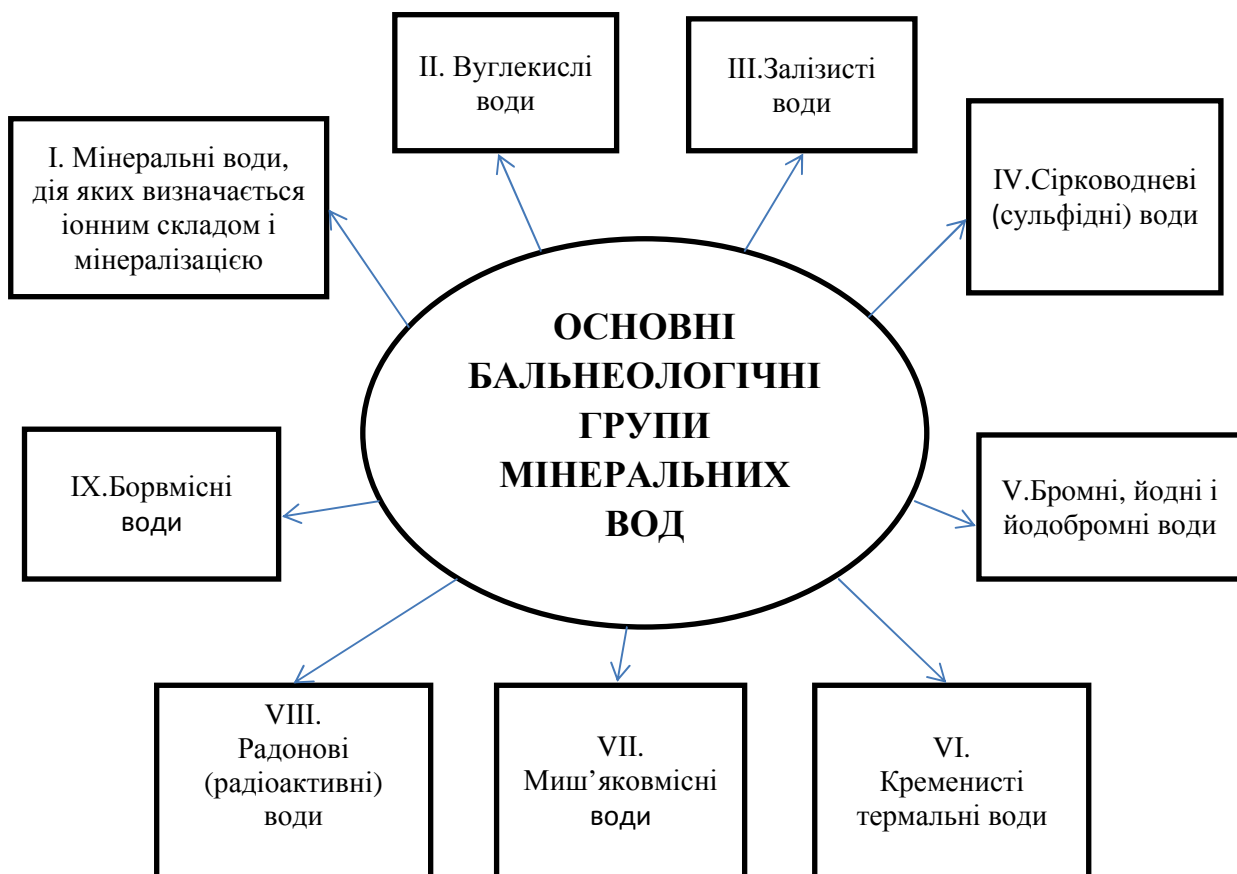 II. Вуглекислі
води
III.Залізисті
води
I. Мінеральні води,
дія яких визначається
іонним складом і
мінералізацією
IV.Сірководневі
(сульфідні) води
ОСНОВНІ
БАЛЬНЕОЛОГІЧНІ
ГРУПИ
МІНЕРАЛЬНИХ
ВОД
IX.Борвмісні
води
V.Бромні, йодні і
йодобромні води
VIII.
Радонові
(радіоактивні)
води
VII.
Миш’яковмісні
води
VI.
Кременисті
термальні води